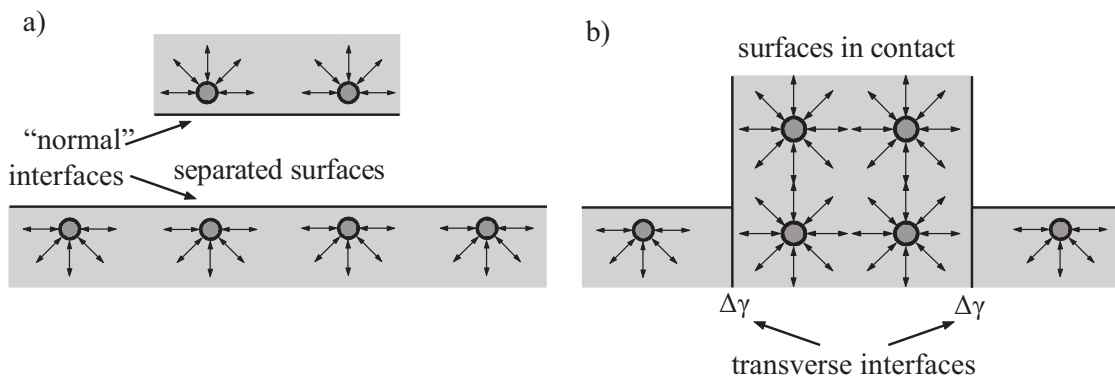 a)
“normal”
interfaces
separated surfaces
b)
surfaces in contact
Δγ
Δγ
transverse interfaces